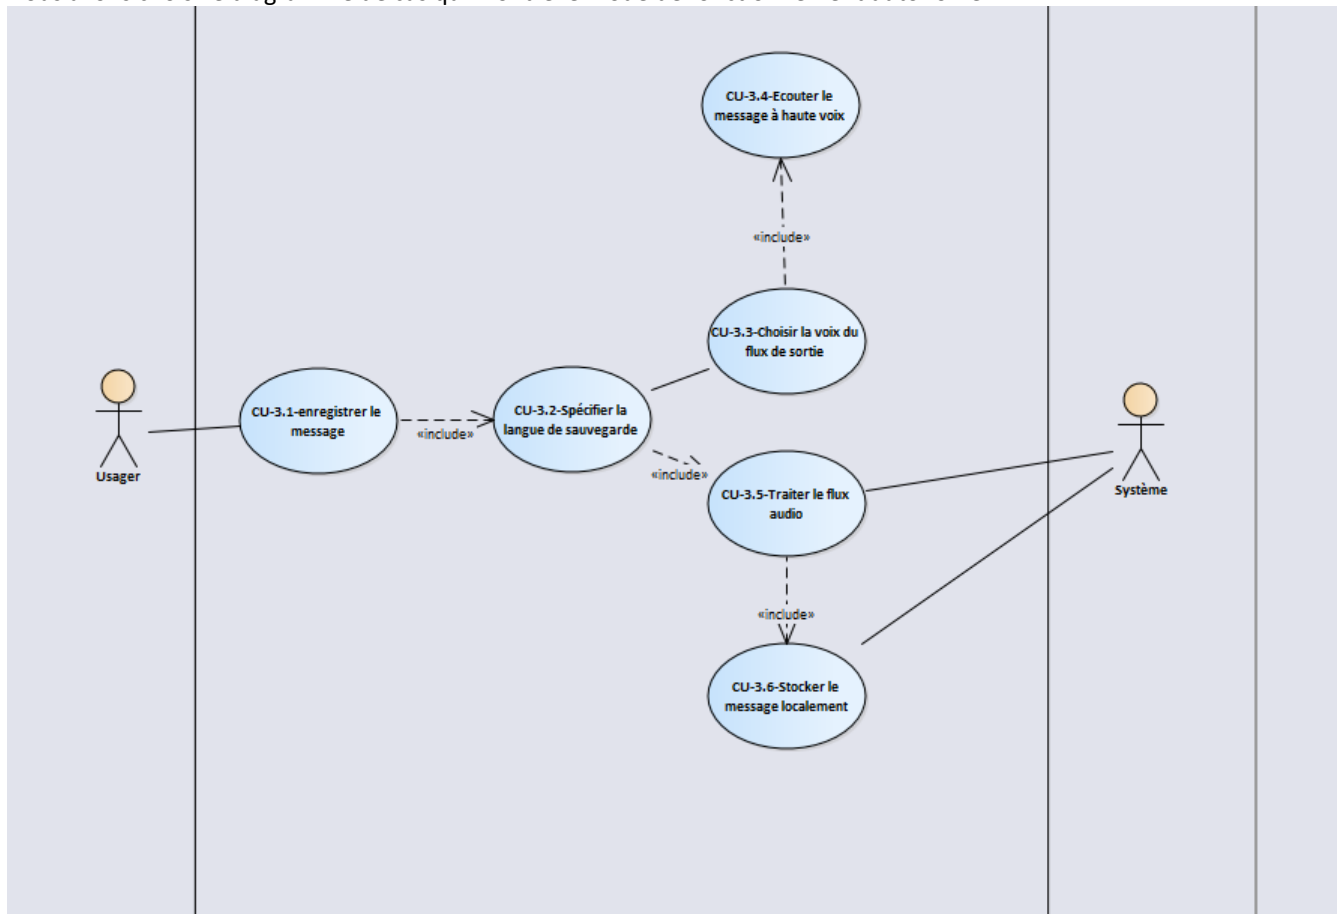 CU-3.4-Ecouter le
message à haute voix
«include»
CU-3.3-Choisir la voix du
flux de sortie
CU-3.1-enregistrer le
message
«include»
CU-3.2-Spécifier la
langue de sauvegarde
«include»
CU-3.5-Traiter le flux
audio
Usager
Système
«include»
CU-3.6-Stocker le
message localement